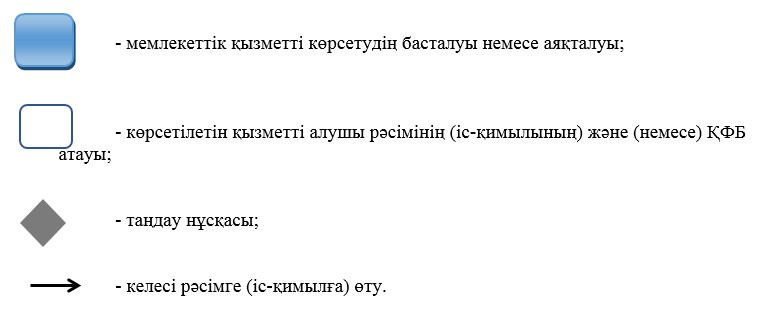 - мемлекеттік қызметті көрсетудің басталуы немесе аяқталуы;
- көрсетілетін қызметті алушы рәсімінің (іс-қимылының) және (немесе) ҚФБ
атауы;
- таңдау нұсқасы;
- келесі рәсімге (іс-қимылға) өту.